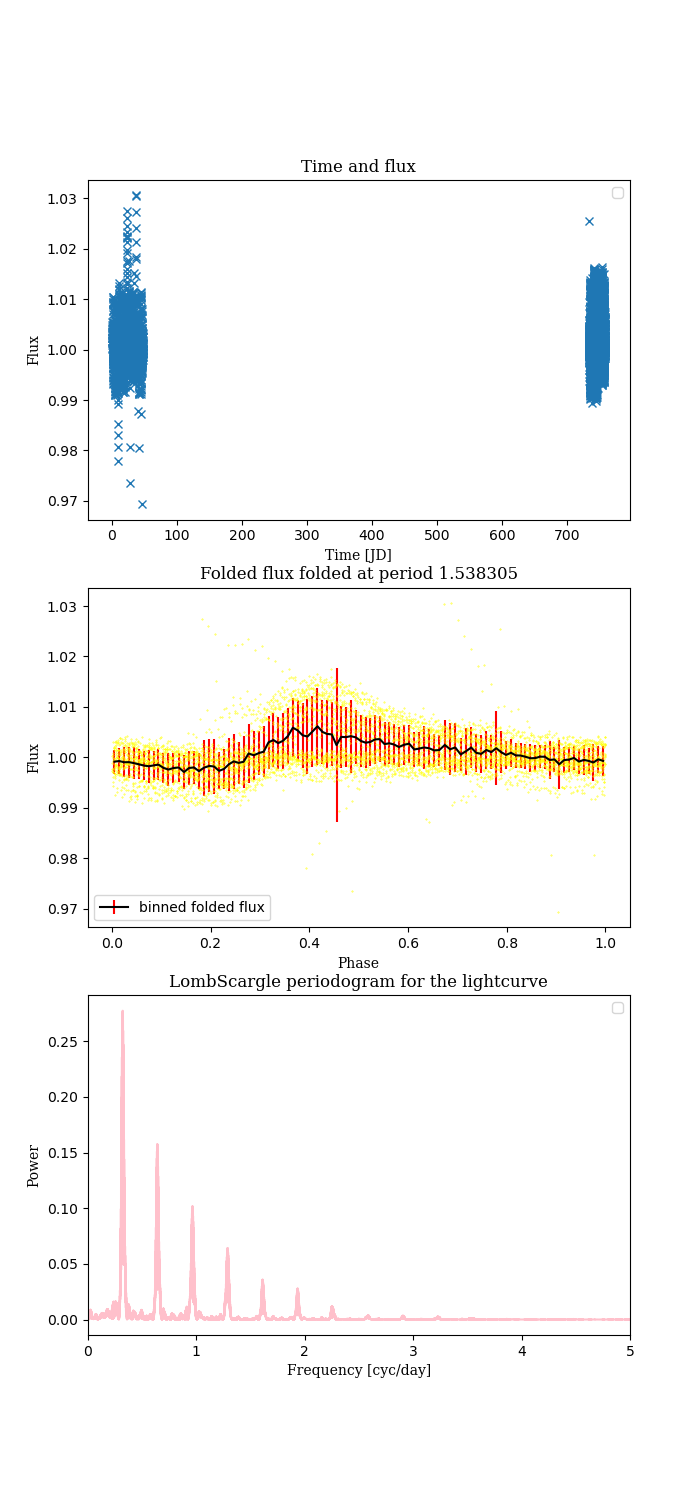 Time and flux
1.03
1.02
1.01
1.00
0.99
0.98
0.97
Flux
0 100 200 300 400 500 600 700
Time [JD]
Folded flux folded at period 1.538305
1.03
1.02
1.01
1.00
0.99
0.98
0.97
Flux
binned folded flux
0.0 0.2 0.4 0.6 0.8 1.0
Phase
LombScargle periodogram for the lightcurve
0.25
0.20
0.15
0.10
0.05
0.00
Power
0 1 2 3 4 5
Frequency [cyc/day]